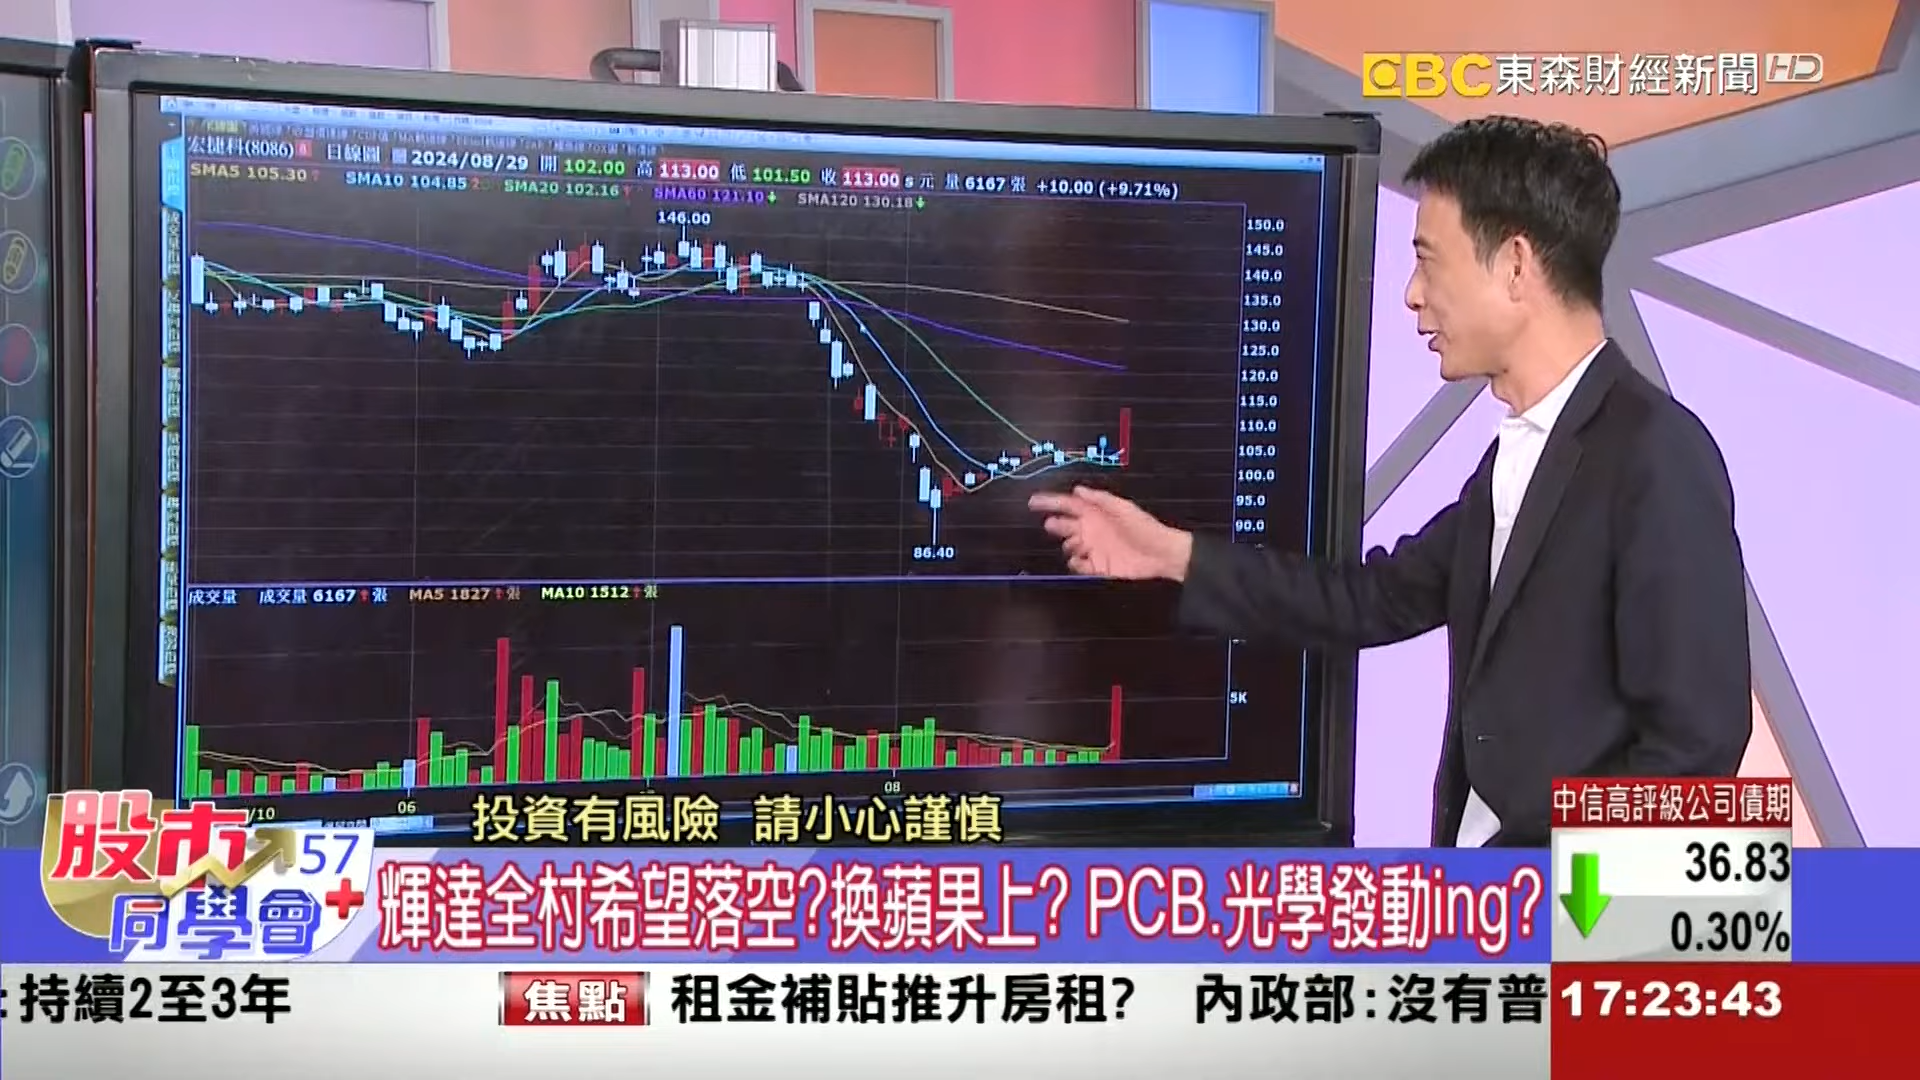 EBC 東森財經新聞 HD
宏捷科(8086) 日線圖 2024/08/29 開 102.00 高 113.00 低 101.50 收 113.00 s 元 量 6167 張 +10.00 (+9.71%)
SMA5 105.30 SMA10 104.85 SMA20 102.16 SMA60 121.10 SMA120 130.18
146.00
150.0
145.0
140.0
135.0
130.0
125.0
120.0
115.0
110.0
105.0
100.0
95.0
90.0
86.40
成交量 成交量 6167 張 MA5 1827 張 MA10 1512 張
5K
/10 06 08
投資有風險 請小心謹慎
股市 57
同學會+
輝達全村希望落空?換蘋果上? PCB.光學發動ing?
中信高評級公司債期
36.83
0.30%
:持續2至3年 焦點 租金補貼推升房租? 內政部:沒有普
17:23:43